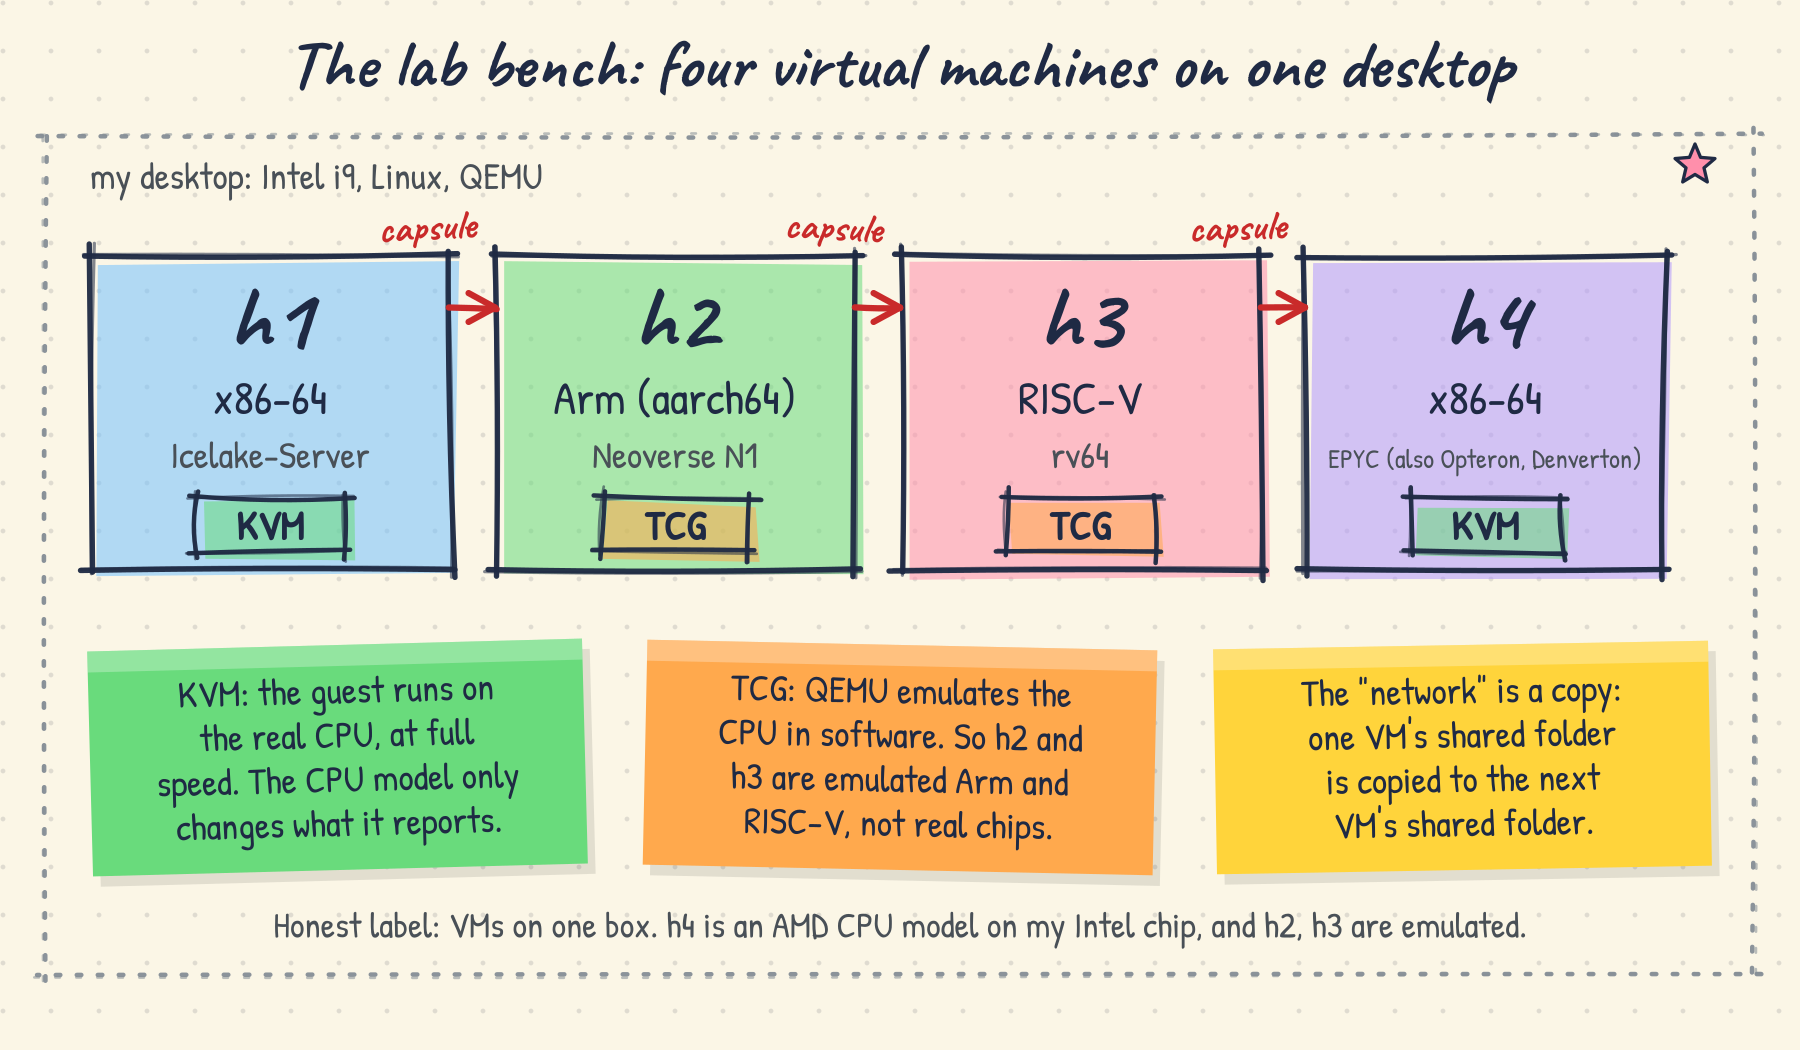 The lab bench: four virtual machines on one desktop
my desktop: Intel i9, Linux, QEMU
capsule
capsule
capsule
h1
x86-64
Icelake-Server
KVM
h2
Arm (aarch64)
Neoverse N1
TCG
h3
RISC-V
rv64
TCG
h4
x86-64
EPYC (also Opteron, Denverton)
KVM
KVM: the guest runs on
the real CPU, at full
speed. The CPU model only
changes what it reports.
TCG: QEMU emulates the
CPU in software. So h2 and
h3 are emulated Arm and
RISC-V, not real chips.
The "network" is a copy:
one VM's shared folder
is copied to the next
VM's shared folder.
Honest label: VMs on one box. h4 is an AMD CPU model on my Intel chip, and h2, h3 are emulated.